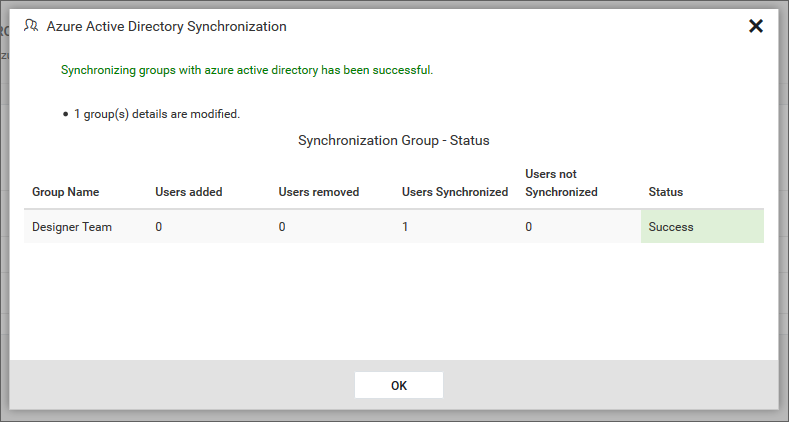 Azure Active Directory Synchronization
Synchronizing groups with azure active directory has been successful.
1 group(s) details are modified.
Synchronization Group - Status
Group Name Users added Users removed Users Synchronized Users not Synchronized Status
Designer Team 0 0 1 0 Success
OK